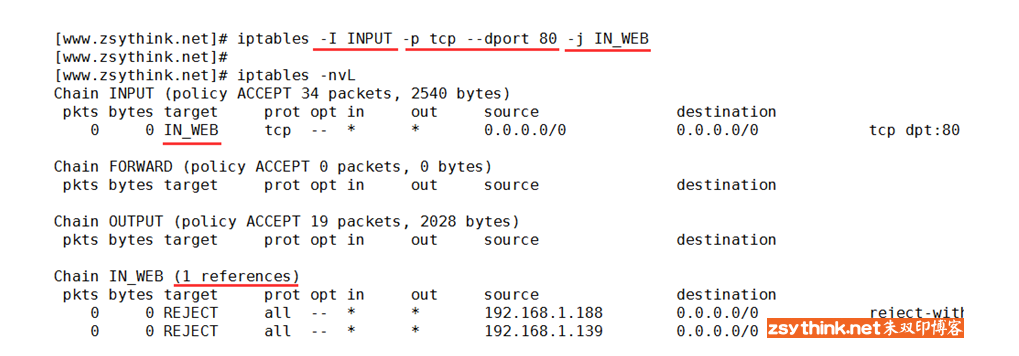 [www.zsythink.net]# iptables -I INPUT -p tcp --dport 80 -j IN_WEB
[www.zsythink.net]#
[www.zsythink.net]# iptables -nvL
Chain INPUT (policy ACCEPT 34 packets, 2540 bytes)
pkts bytes target prot opt in out source destination
0 0 IN_WEB tcp -- * * 0.0.0.0/0 0.0.0.0/0 tcp dpt:80
Chain FORWARD (policy ACCEPT 0 packets, 0 bytes)
pkts bytes target prot opt in out source destination
Chain OUTPUT (policy ACCEPT 19 packets, 2028 bytes)
pkts bytes target prot opt in out source destination
Chain IN_WEB (1 references)
pkts bytes target prot opt in out source destination
0 0 REJECT all -- * * 192.168.1.188 0.0.0.0/0 reject-with
0 0 REJECT all -- * * 192.168.1.139 0.0.0.0/0
zsythink.net朱双印博客